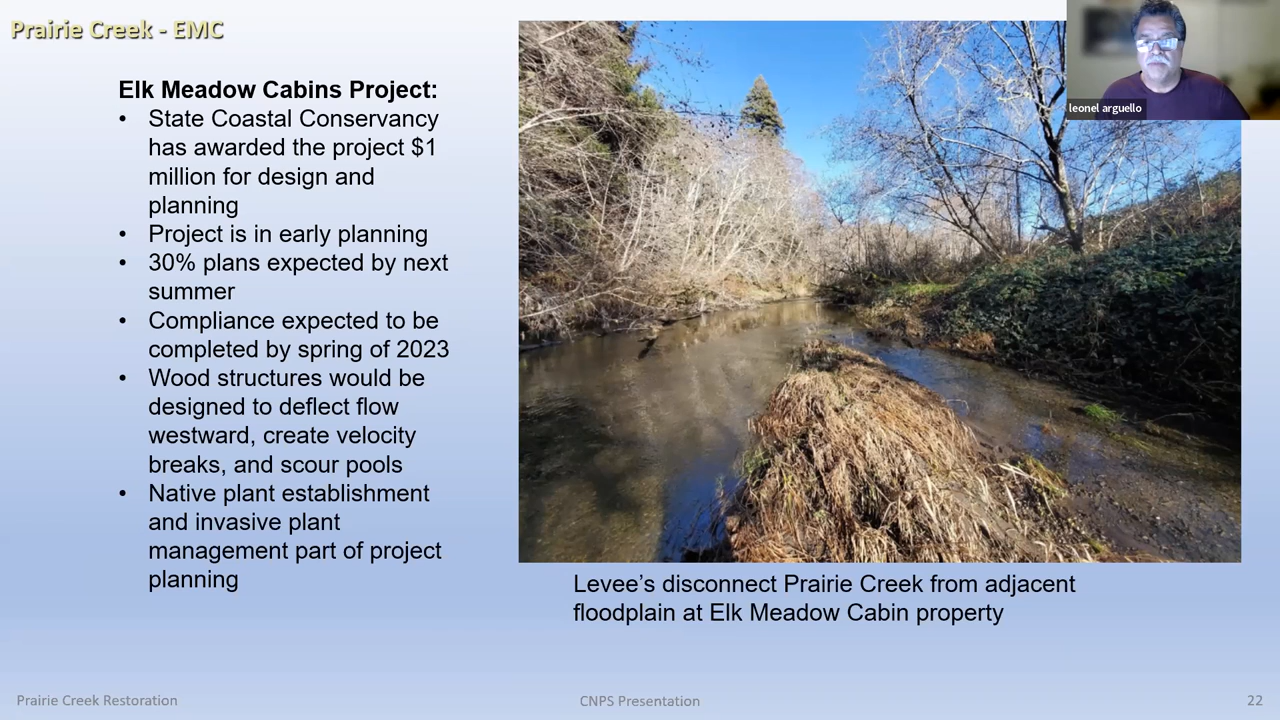 Prairie Creek - EMC
leonel arguello
Elk Meadow Cabins Project:
• State Coastal Conservancy
has awarded the project $1
million for design and
planning
• Project is in early planning
• 30% plans expected by next
summer
• Compliance expected to be
completed by spring of 2023
• Wood structures would be
designed to deflect flow
westward, create velocity
breaks, and scour pools
• Native plant establishment
and invasive plant
management part of project
planning
Levee’s disconnect Prairie Creek from adjacent
floodplain at Elk Meadow Cabin property
Prairie Creek Restoration
CNPS Presentation
22